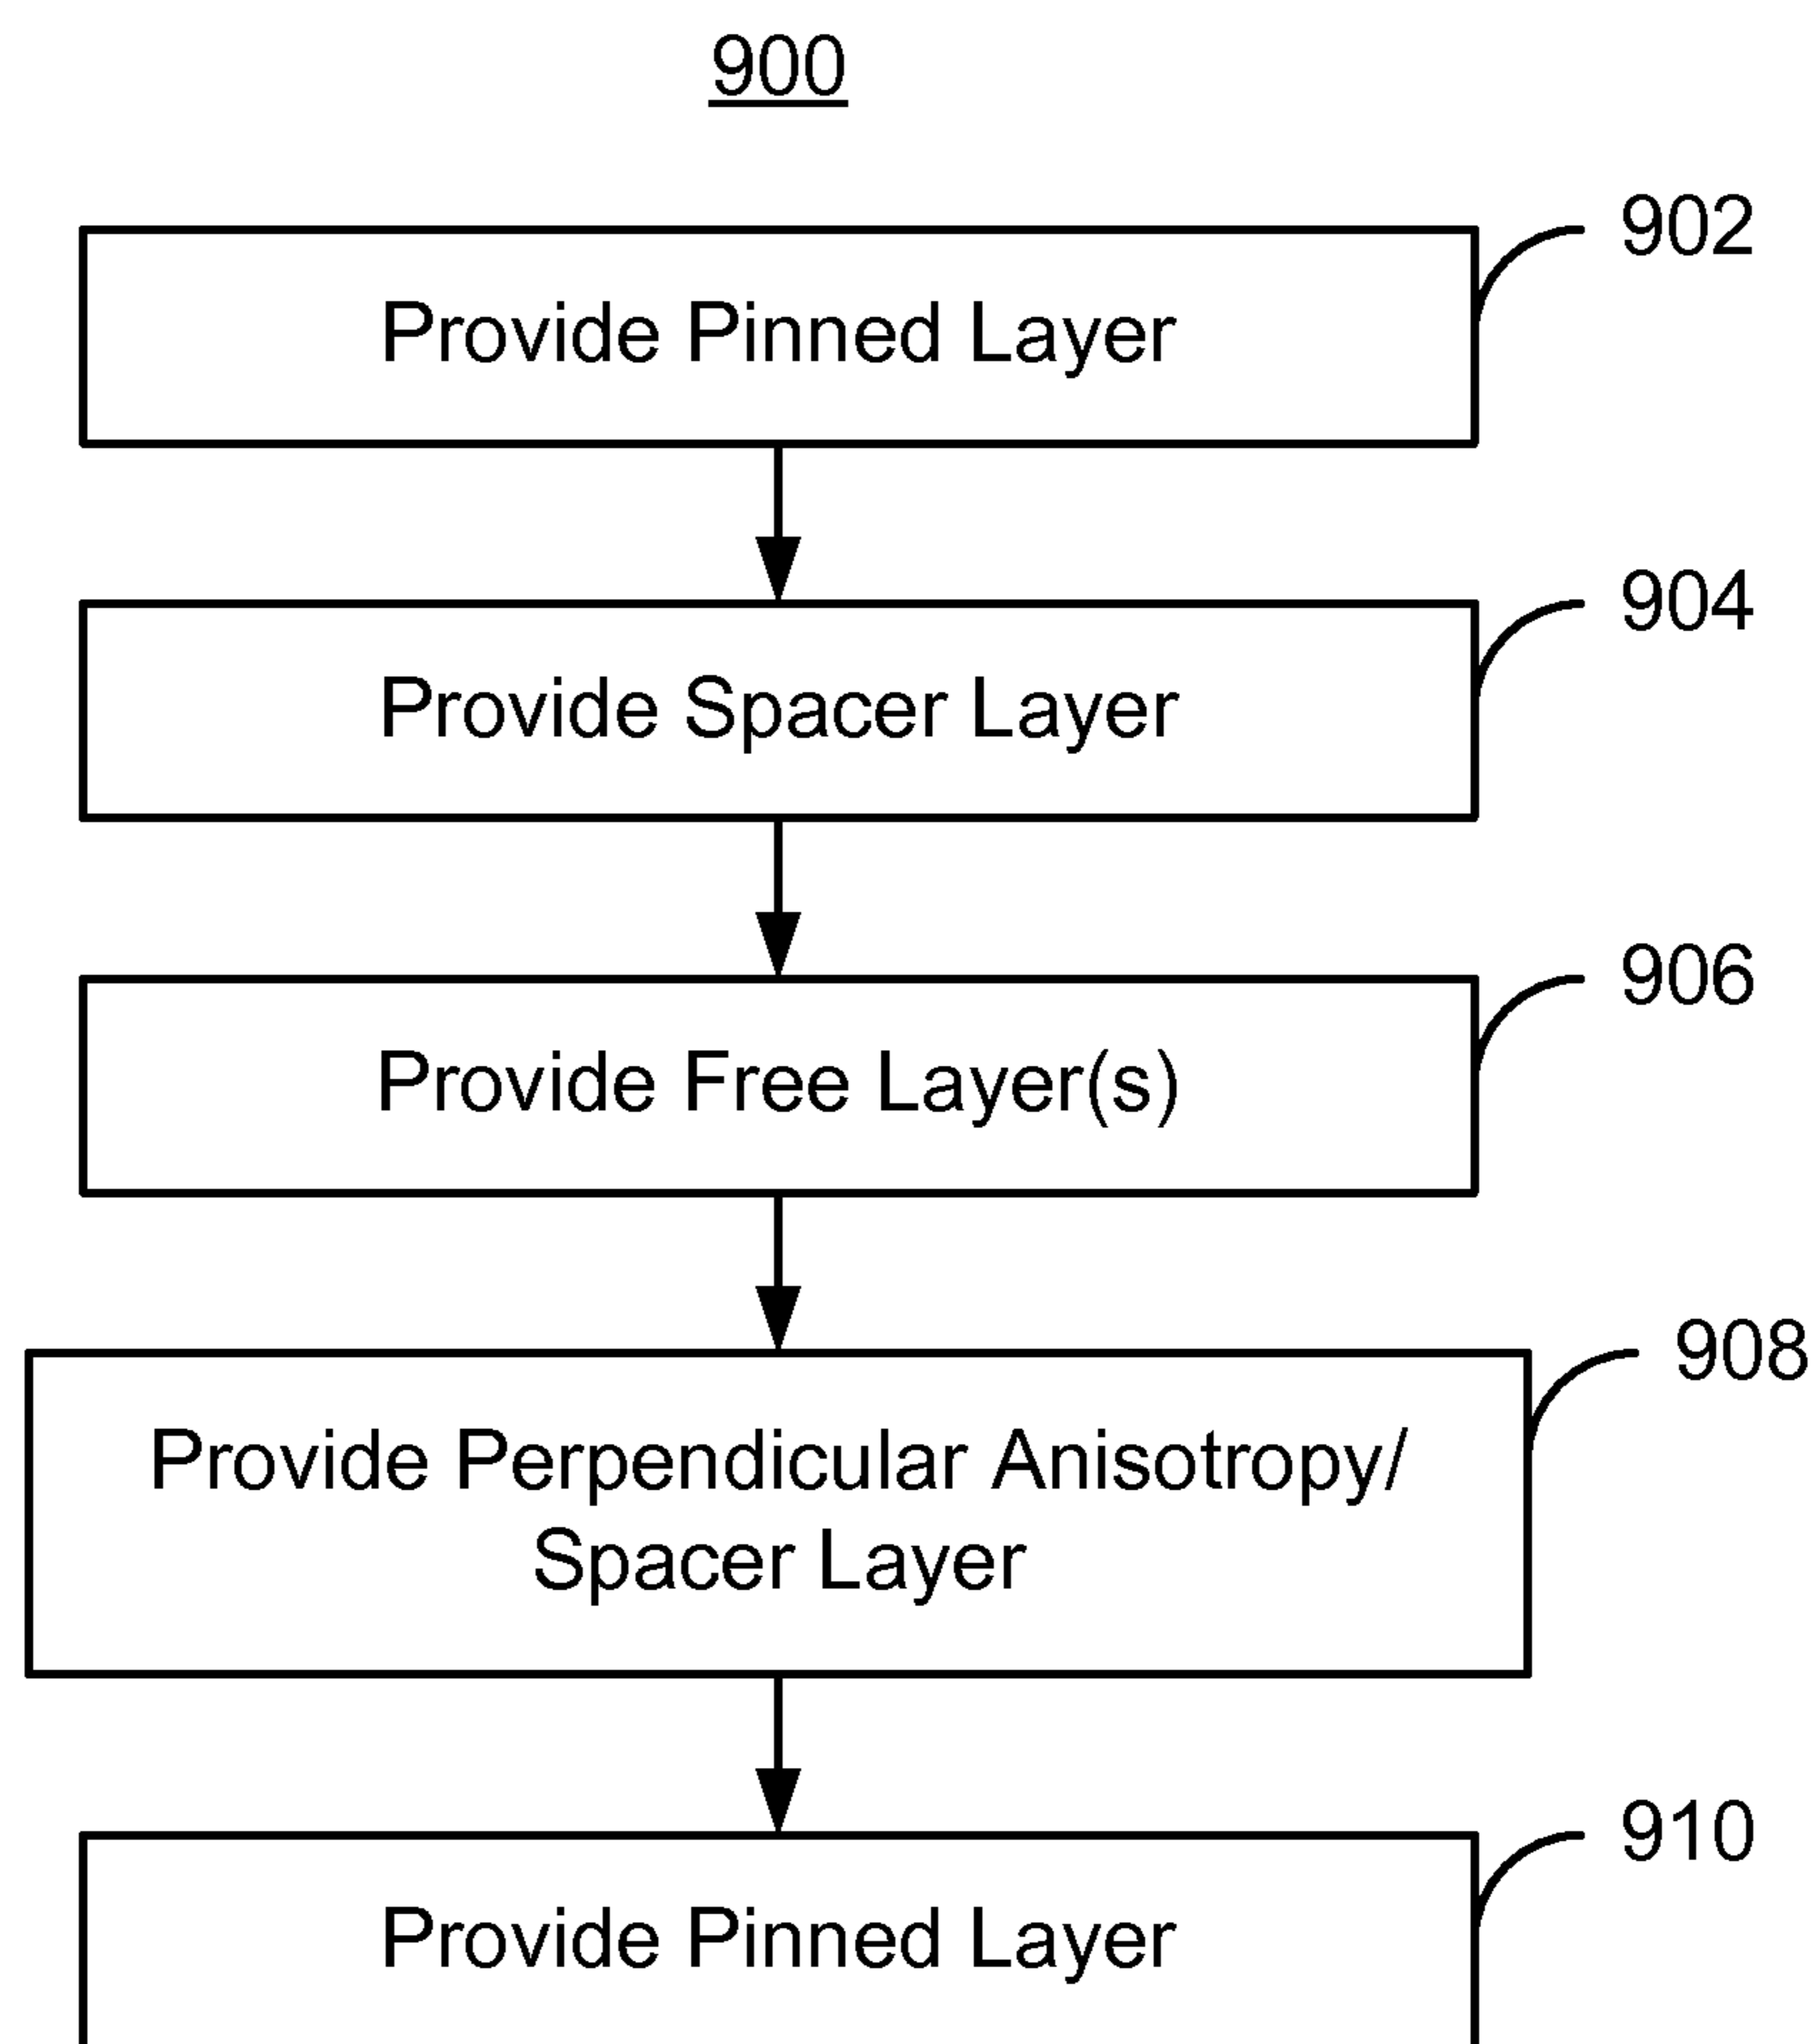 900
902
Provide Pinned Layer
904
Provide Spacer Layer
906
Provide Free Layer(s)
908
Provide Perpendicular Anisotropy/
Spacer Layer
910
Provide Pinned Layer